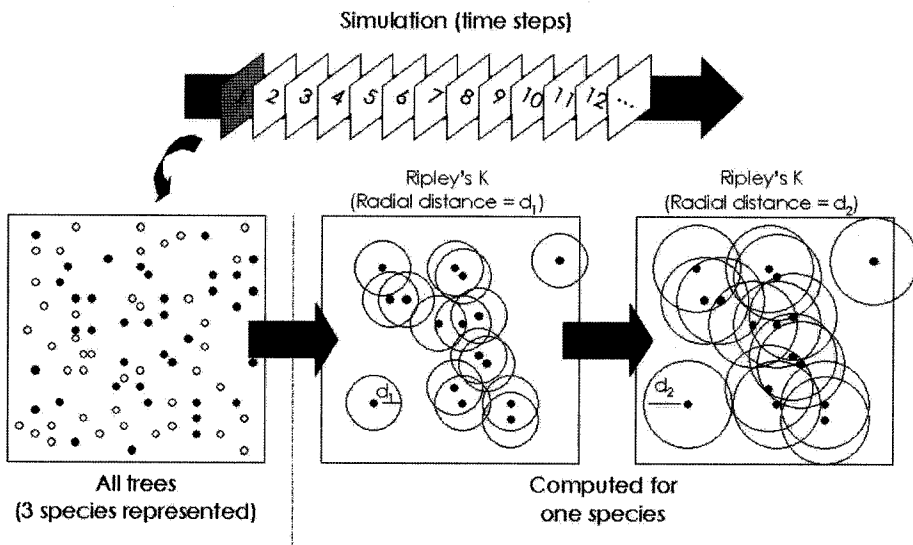 Simulation (time steps)
1 2 3 4 5 6 7 8 9 10 11 12 ...
Ripley's K
(Radial distance = d₁)
Ripley's K
(Radial distance = d₂)
d₁
d₂
All trees
(3 species represented)
Computed for
one species